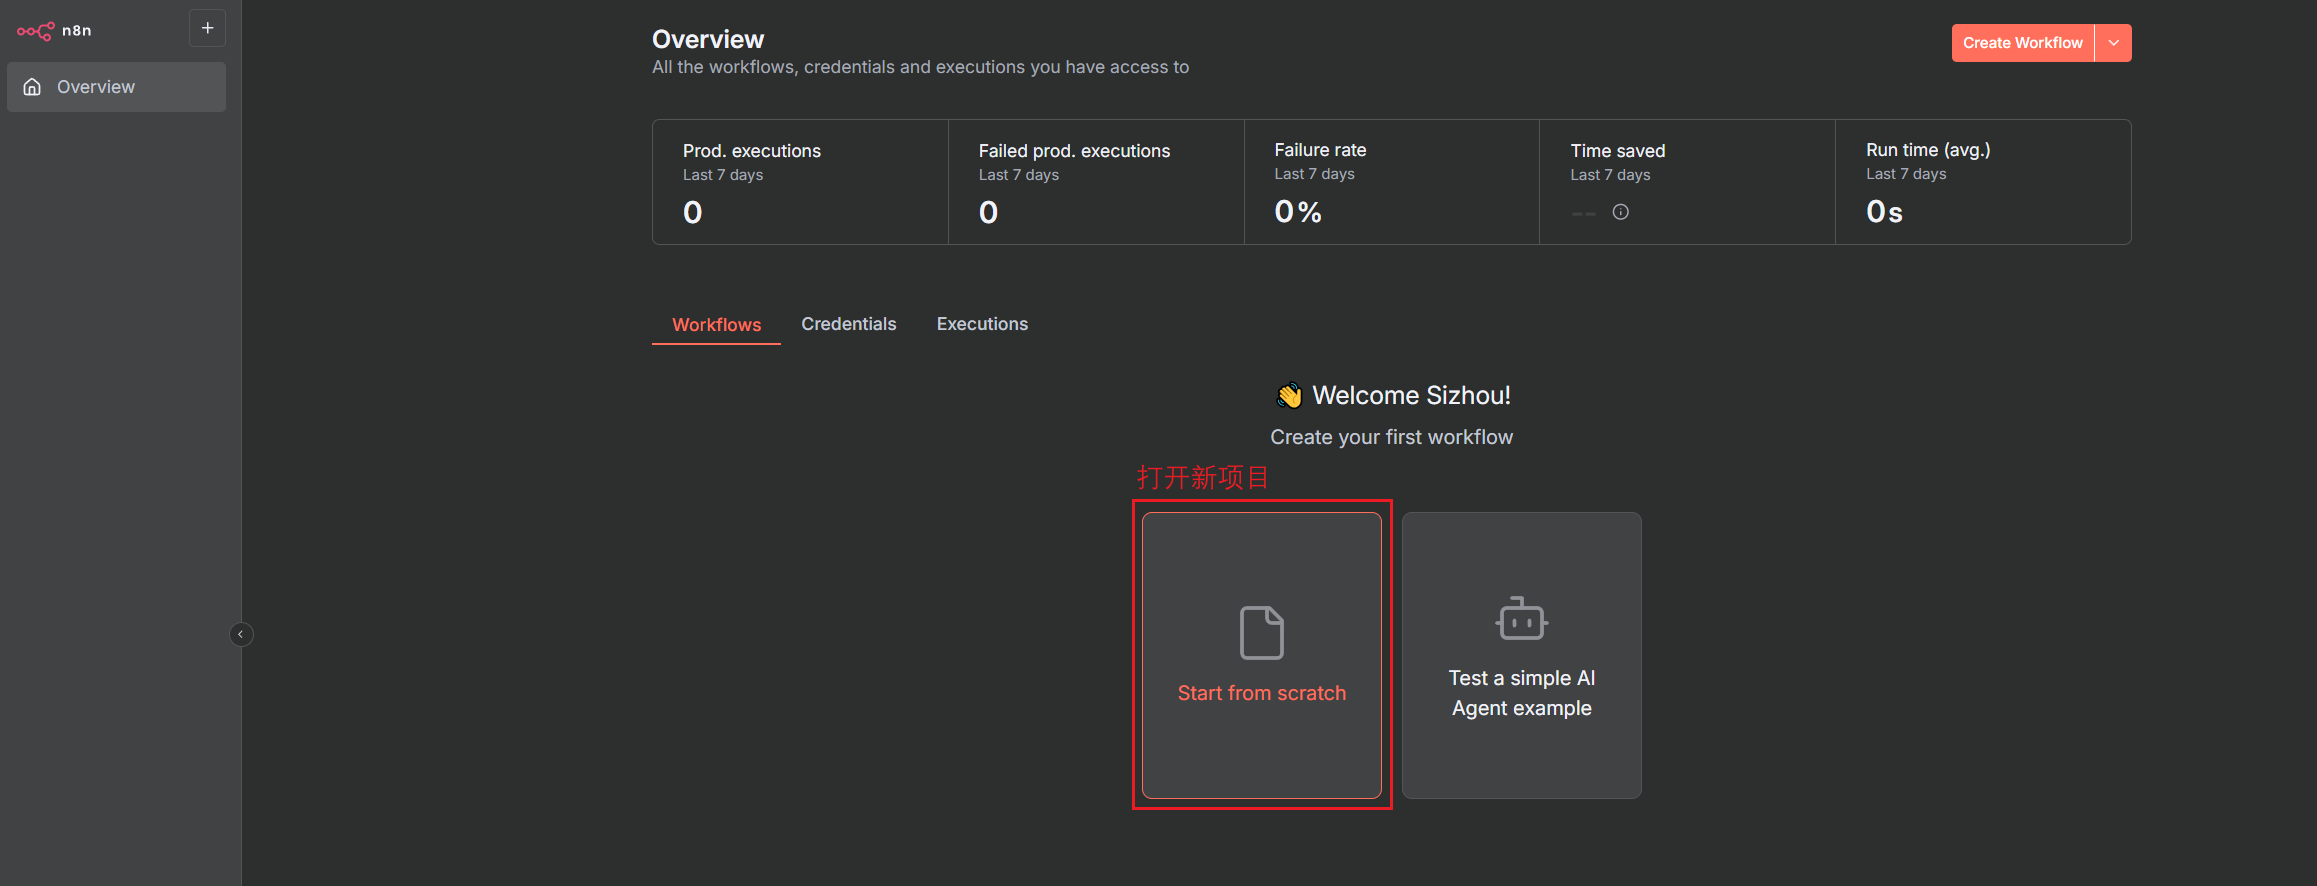 n8n
+
Overview
Overview
All the workflows, credentials and executions you have access to
Create Workflow
Prod. executions
Last 7 days
0
Failed prod. executions
Last 7 days
0
Failure rate
Last 7 days
0%
Time saved
Last 7 days
--
Run time (avg.)
Last 7 days
0s
Workflows
Credentials
Executions
👋 Welcome Sizhou!
Create your first workflow
打开新项目
Start from scratch
Test a simple AI
Agent example